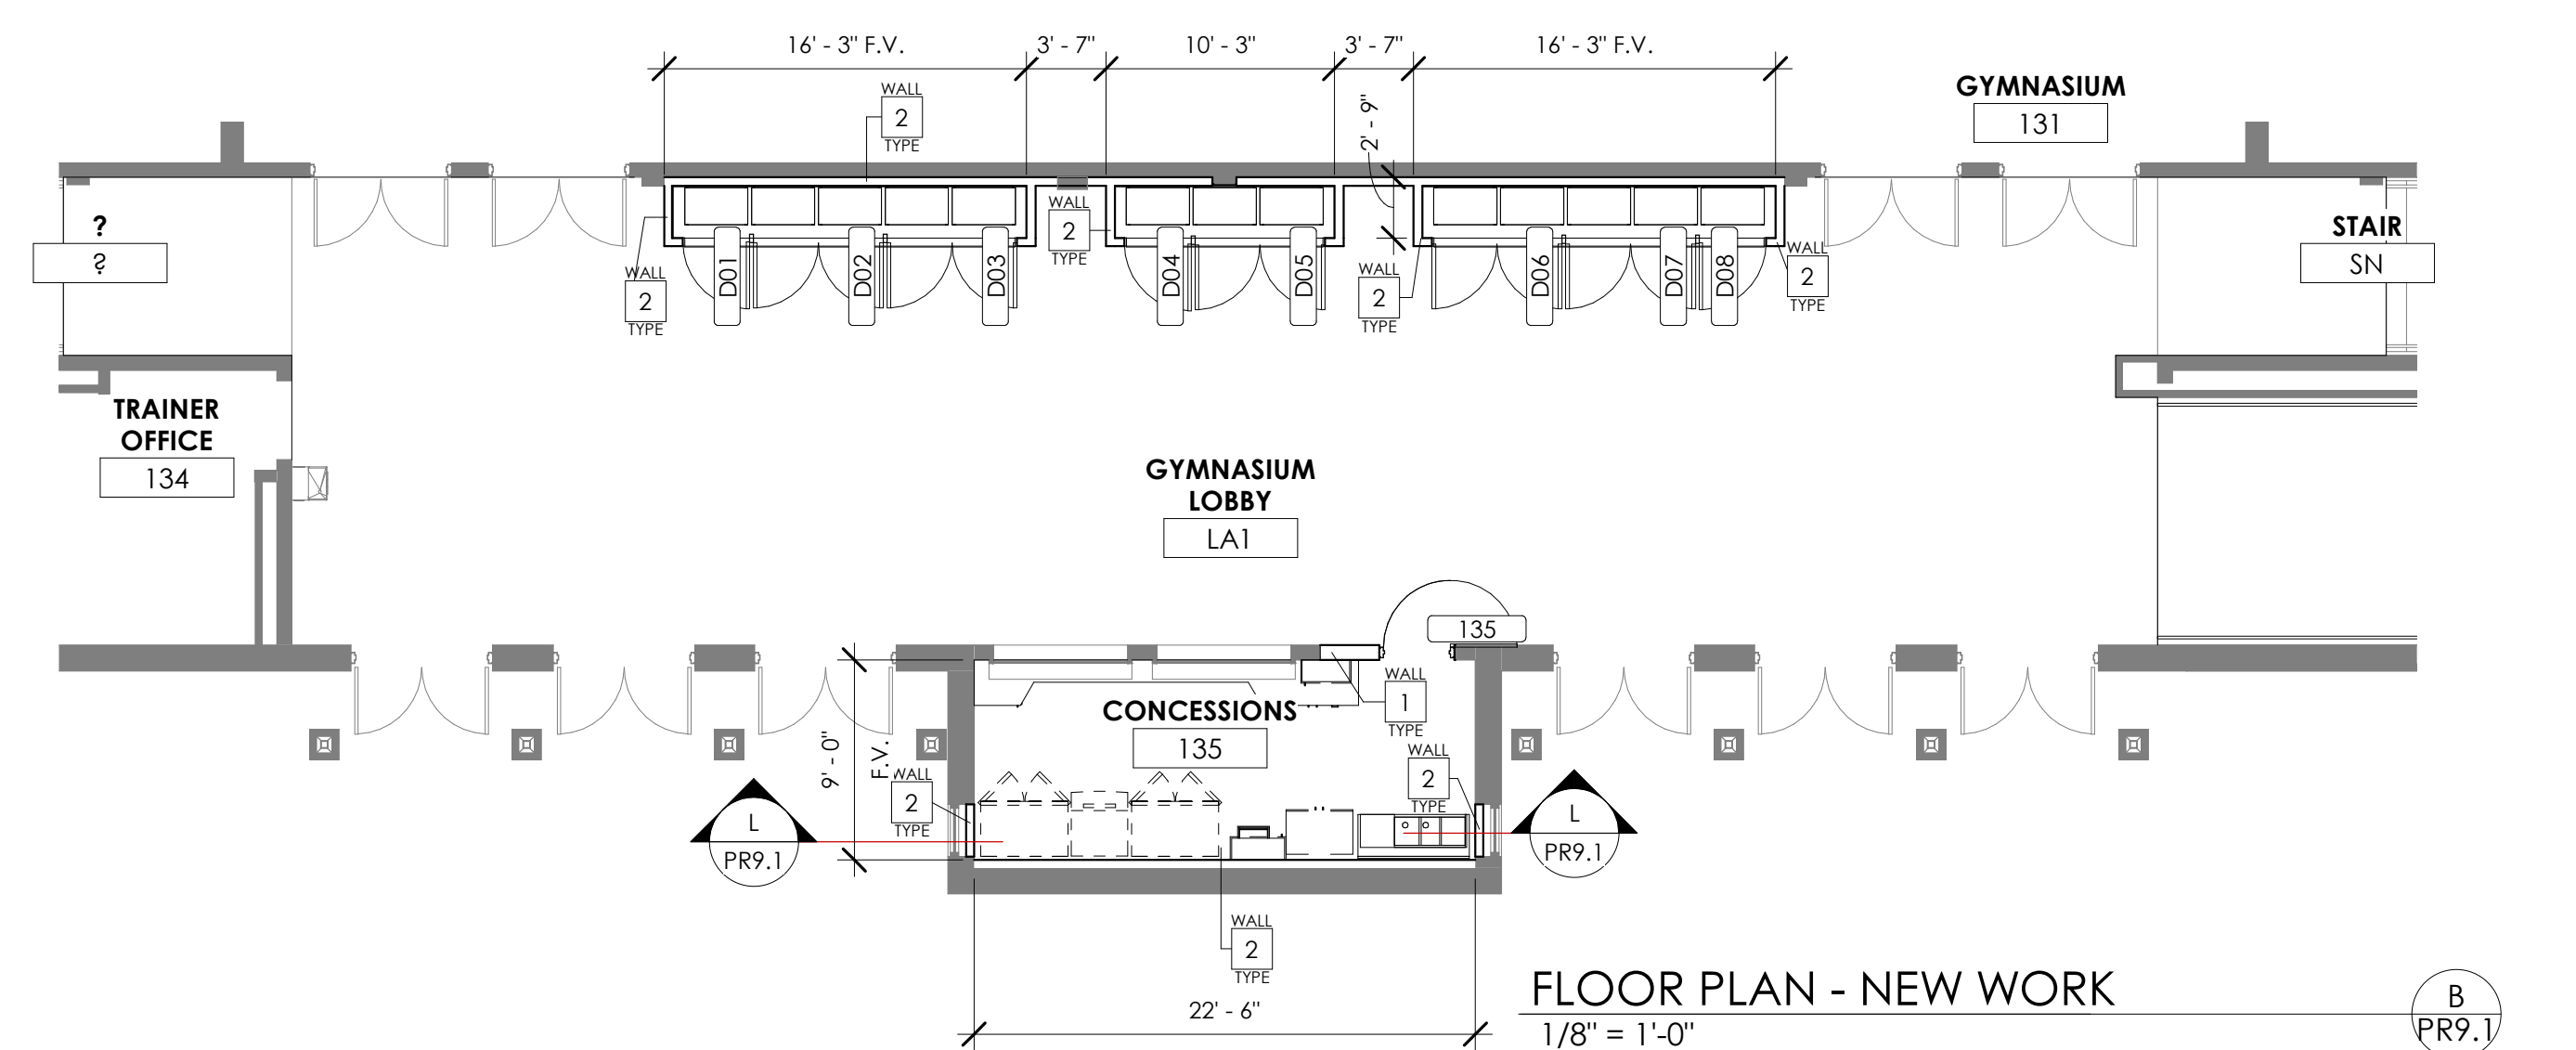 16' - 3" F.V.
3' - 7"
10' - 3"
3' - 7"
16' - 3" F.V.
GYMNASIUM
131
WALL
2
TYPE
2' - 9"
?
?
WALL
2
TYPE
WALL
2
TYPE
WALL
2
TYPE
WALL
2
TYPE
STAIR
SN
D01
D02
D03
D04
D05
D06
D07
D08
TRAINER
OFFICE
134
GYMNASIUM
LOBBY
LA1
135
WALL
1
TYPE
CONCESSIONS
135
9' - 0"
F.V.
WALL
2
TYPE
WALL
2
TYPE
L
PR9.1
L
PR9.1
WALL
2
TYPE
22' - 6"
FLOOR PLAN - NEW WORK
1/8" = 1'-0"
B
PR9.1